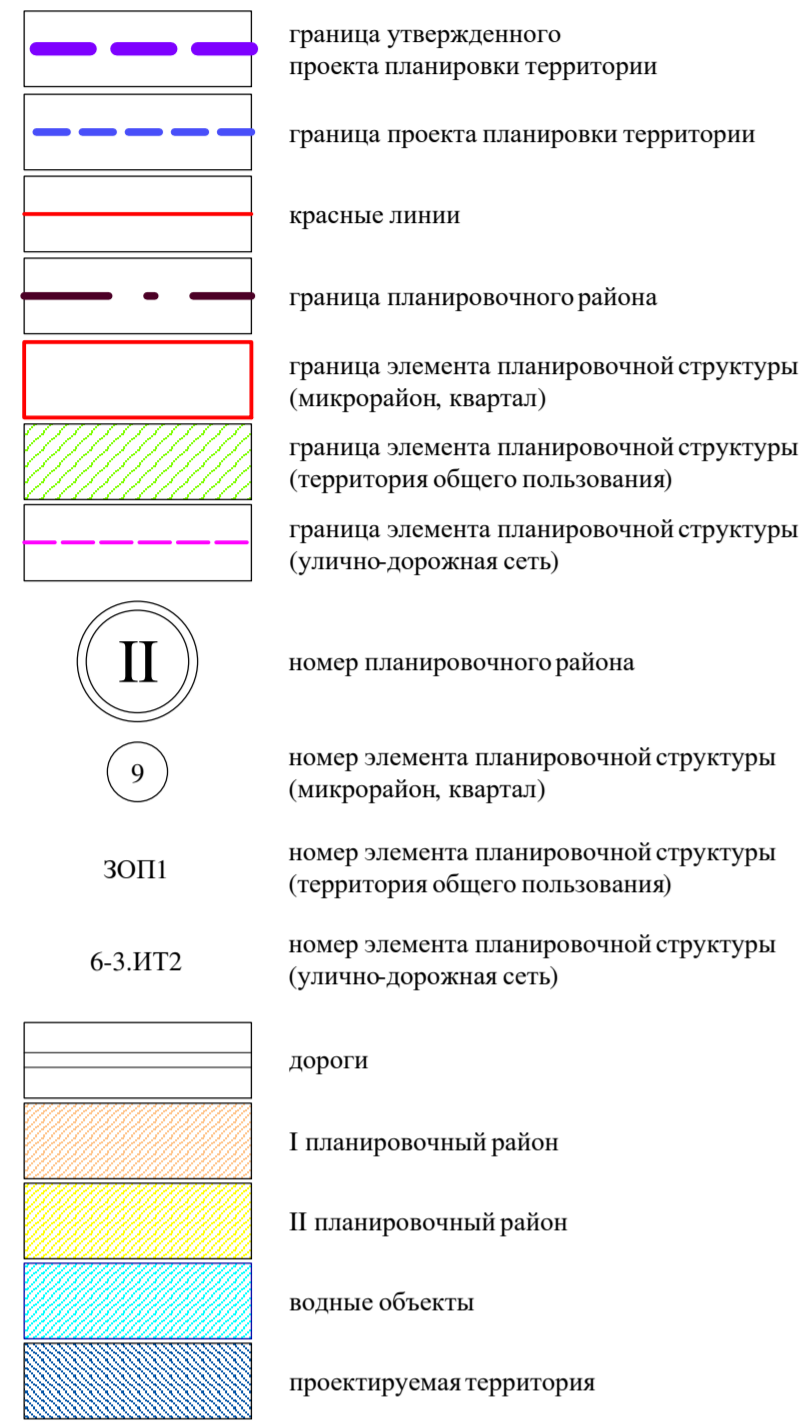 граница утвержденного
проекта планировки территории
граница проекта планировки территории
красные линии
граница планировочного района
граница элемента планировочной структуры
(микрорайон, квартал)
граница элемента планировочной структуры
(территория общего пользования)
граница элемента планировочной структуры
(улично-дорожная сеть)
II
номер планировочного района
9
номер элемента планировочной структуры
(микрорайон, квартал)
ЗОП1
номер элемента планировочной структуры
(территория общего пользования)
6-3.ИТ2
номер элемента планировочной структуры
(улично-дорожная сеть)
дороги
I планировочный район
II планировочный район
водные объекты
проектируемая территория